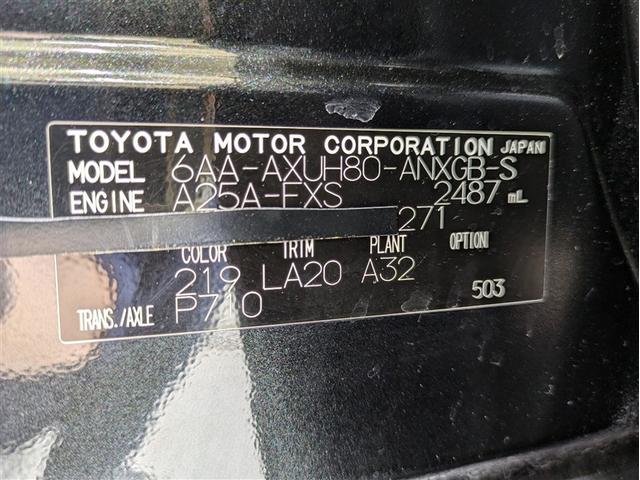 TOYOTA MOTOR CORPORATION JAPAN
MODEL 6AA-AXUH80-ANXGB-S
ENGINE A25A-FXS 2487 mL
271
COLOR TRIM PLANT OPTION
219 LA20 A32
TRANS./AXLE P710 503